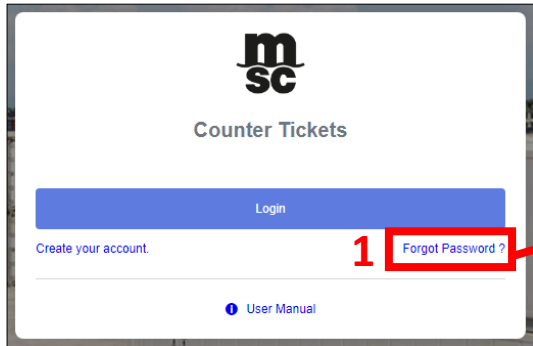 m
sc
Counter Tickets
Login
Create your account.
1
Forgot Password ?
User Manual